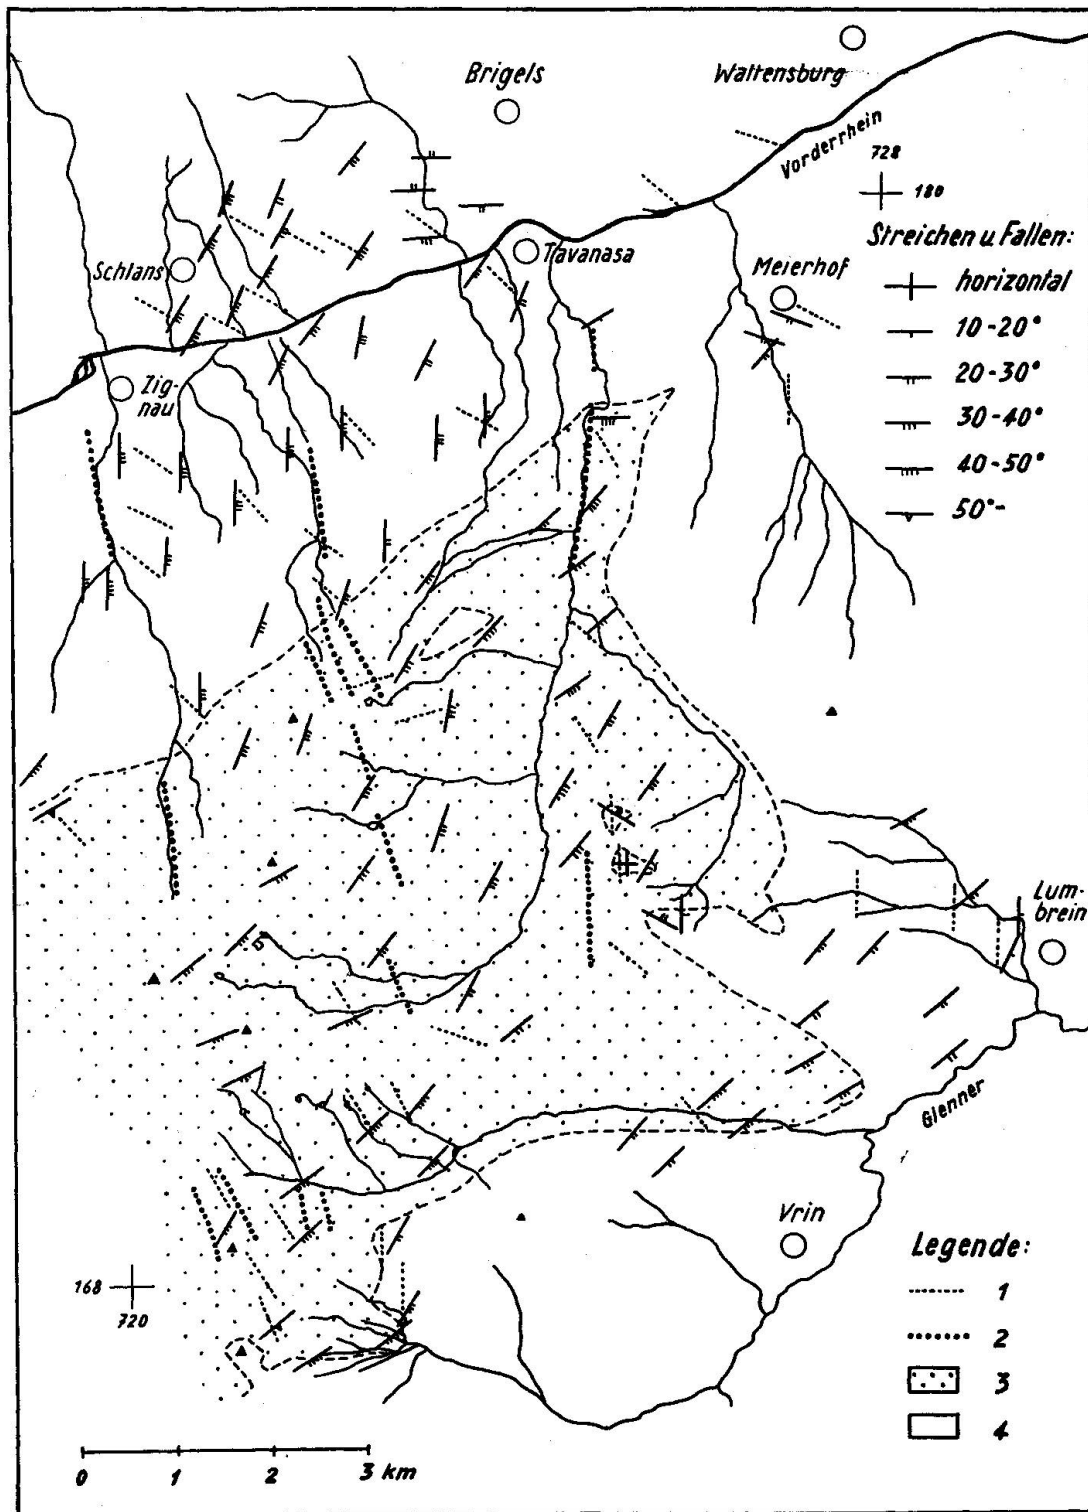 Brigels
Waltensburg
Vorderrhein
728
180
Streichen u. Fallen:
horizontal
10-20°
20-30°
30-40°
40-50°
50°-
Schlans
Tavanasa
Meierhof
Zig-
nau
Lum-
brein
Glenner
Vrin
168
720
Legende:
1
2
3
4
0 1 2 3 km